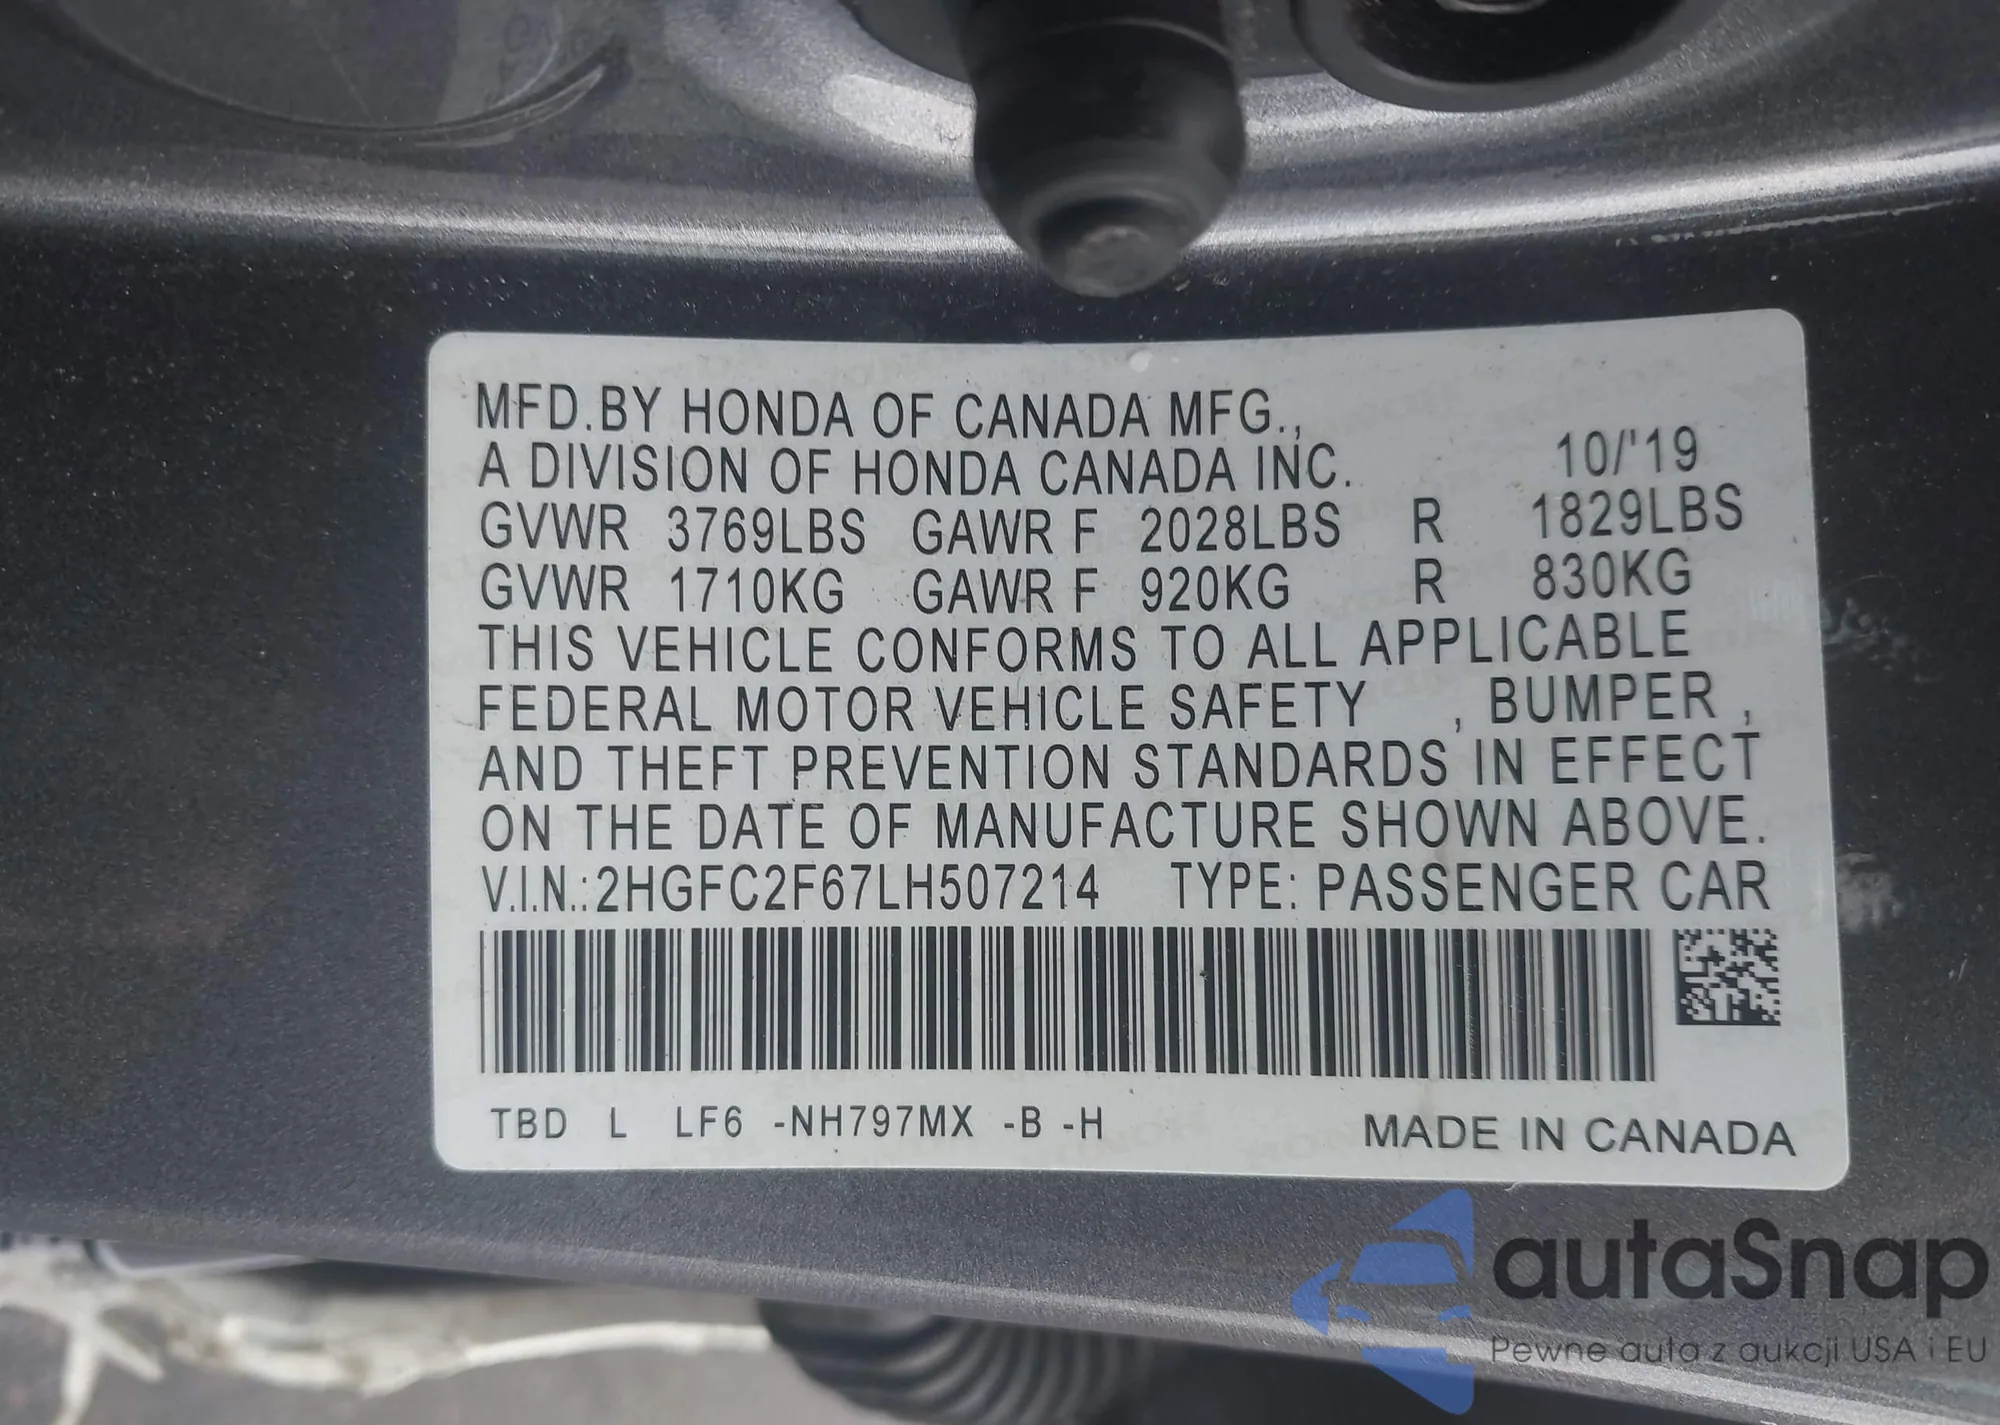 MFD.BY HONDA OF CANADA MFG.,
A DIVISION OF HONDA CANADA INC. 10/'19
GVWR 3769LBS GAWR F 2028LBS R 1829LBS
GVWR 1710KG GAWR F 920KG R 830KG
THIS VEHICLE CONFORMS TO ALL APPLICABLE
FEDERAL MOTOR VEHICLE SAFETY , BUMPER ,
AND THEFT PREVENTION STANDARDS IN EFFECT
ON THE DATE OF MANUFACTURE SHOWN ABOVE.
V.I.N.:2HGFC2F67LH507214 TYPE: PASSENGER CAR
TBD L LF6 -NH797MX -B -H MADE IN CANADA
autaSnap
Pewne auta z aukcji USA i EU